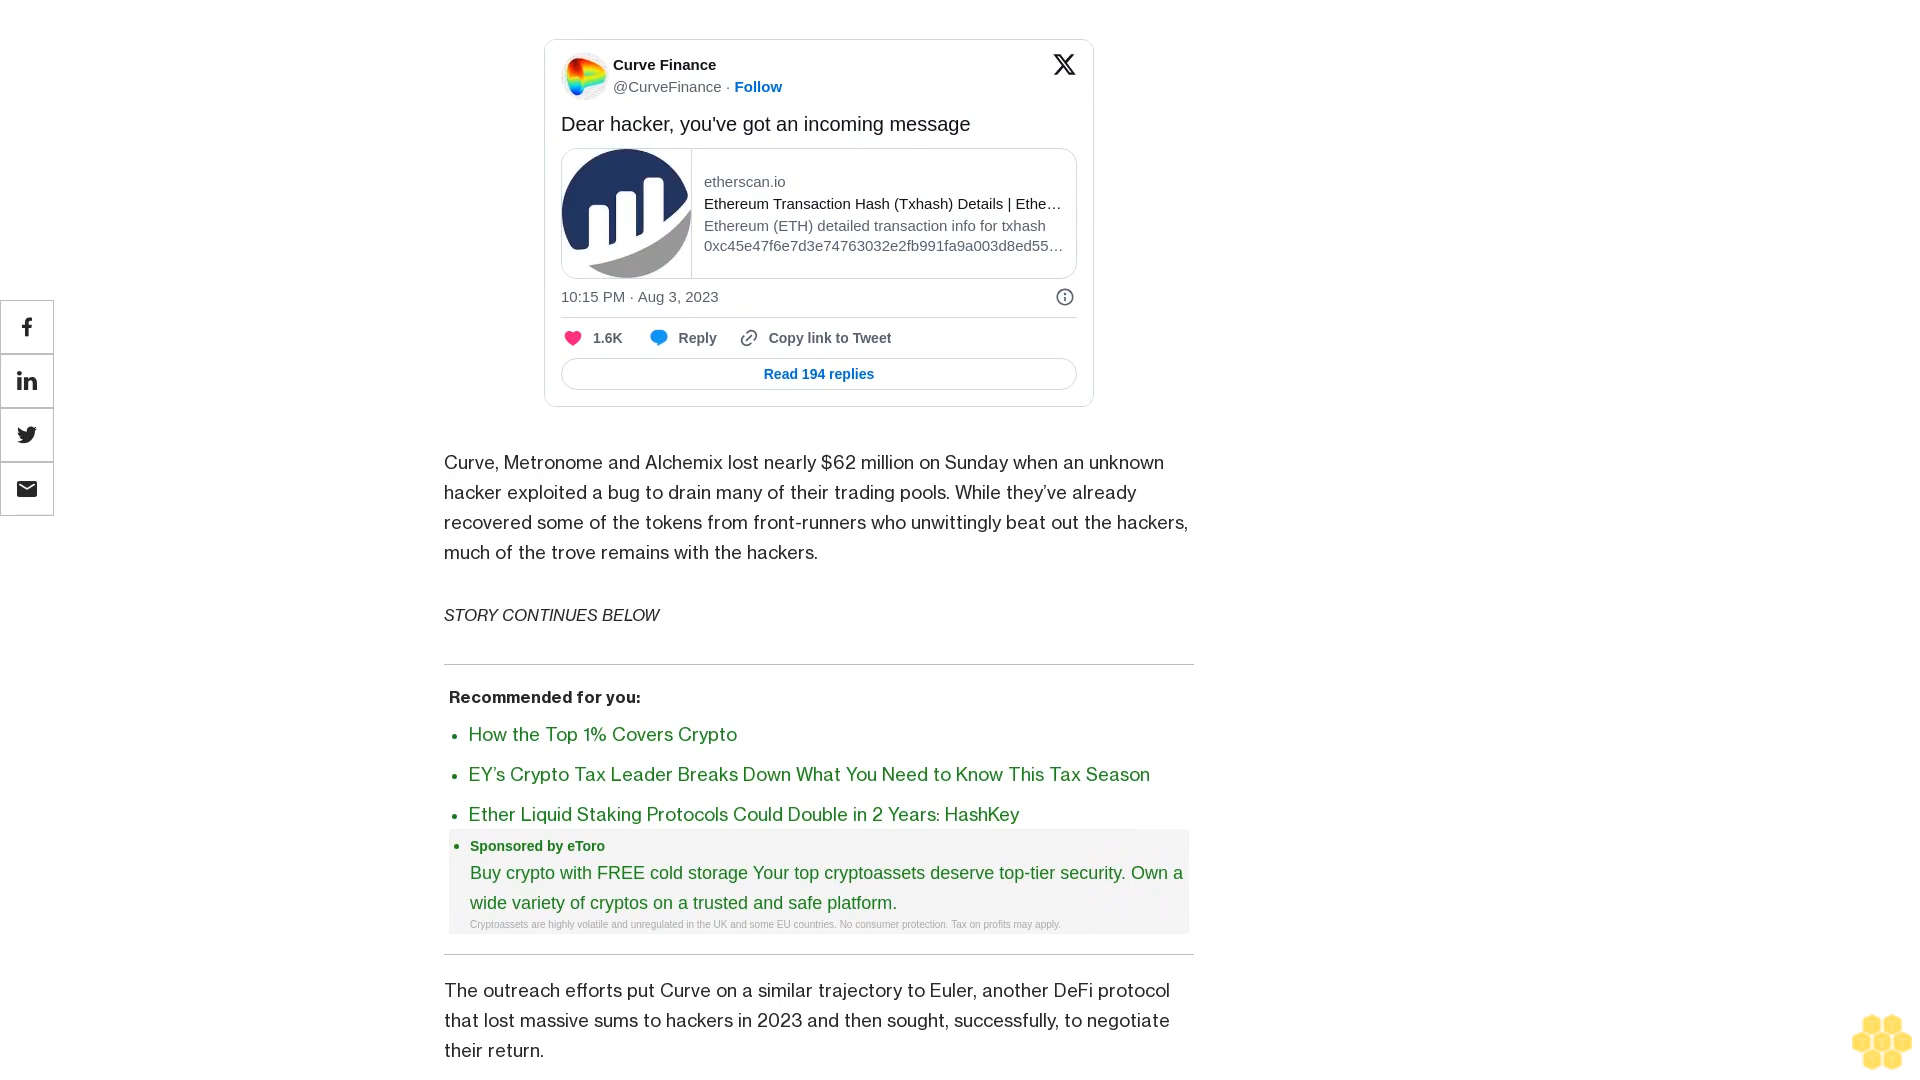 Curve Finance
@CurveFinance · Follow
Dear hacker, you've got an incoming message
etherscan.io
Ethereum Transaction Hash (Txhash) Details | Ethe…
Ethereum (ETH) detailed transaction info for txhash
0xc45e47f6e7d3e74763032e2fb991fa9a003d8ed55…
10:15 PM · Aug 3, 2023
1.6K Reply Copy link to Tweet
Read 194 replies
Curve, Metronome and Alchemix lost nearly $62 million on Sunday when an unknown
hacker exploited a bug to drain many of their trading pools. While they’ve already
recovered some of the tokens from front-runners who unwittingly beat out the hackers,
much of the trove remains with the hackers.
STORY CONTINUES BELOW
Recommended for you:
• How the Top 1% Covers Crypto
• EY’s Crypto Tax Leader Breaks Down What You Need to Know This Tax Season
• Ether Liquid Staking Protocols Could Double in 2 Years: HashKey
• Sponsored by eToro
Buy crypto with FREE cold storage Your top cryptoassets deserve top-tier security. Own a
wide variety of cryptos on a trusted and safe platform.
Cryptoassets are highly volatile and unregulated in the UK and some EU countries. No consumer protection. Tax on profits may apply.
The outreach efforts put Curve on a similar trajectory to Euler, another DeFi protocol
that lost massive sums to hackers in 2023 and then sought, successfully, to negotiate
their return.